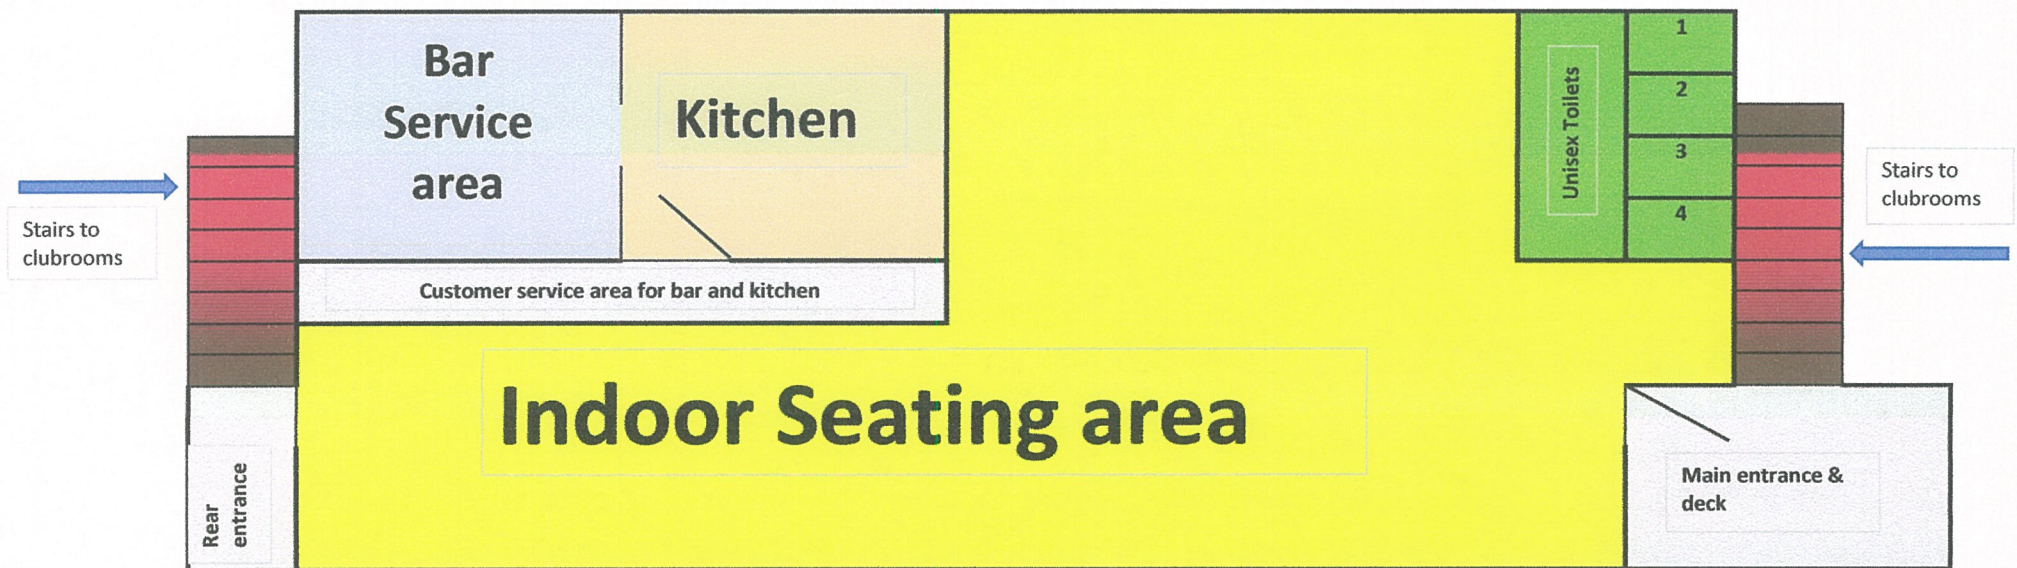 Bar
Service
area
Kitchen
Unisex Toilets
1
2
3
4
Stairs to
clubrooms
Stairs to
clubrooms
Customer service area for bar and kitchen
Indoor Seating area
Rear
entrance
Main entrance &
deck